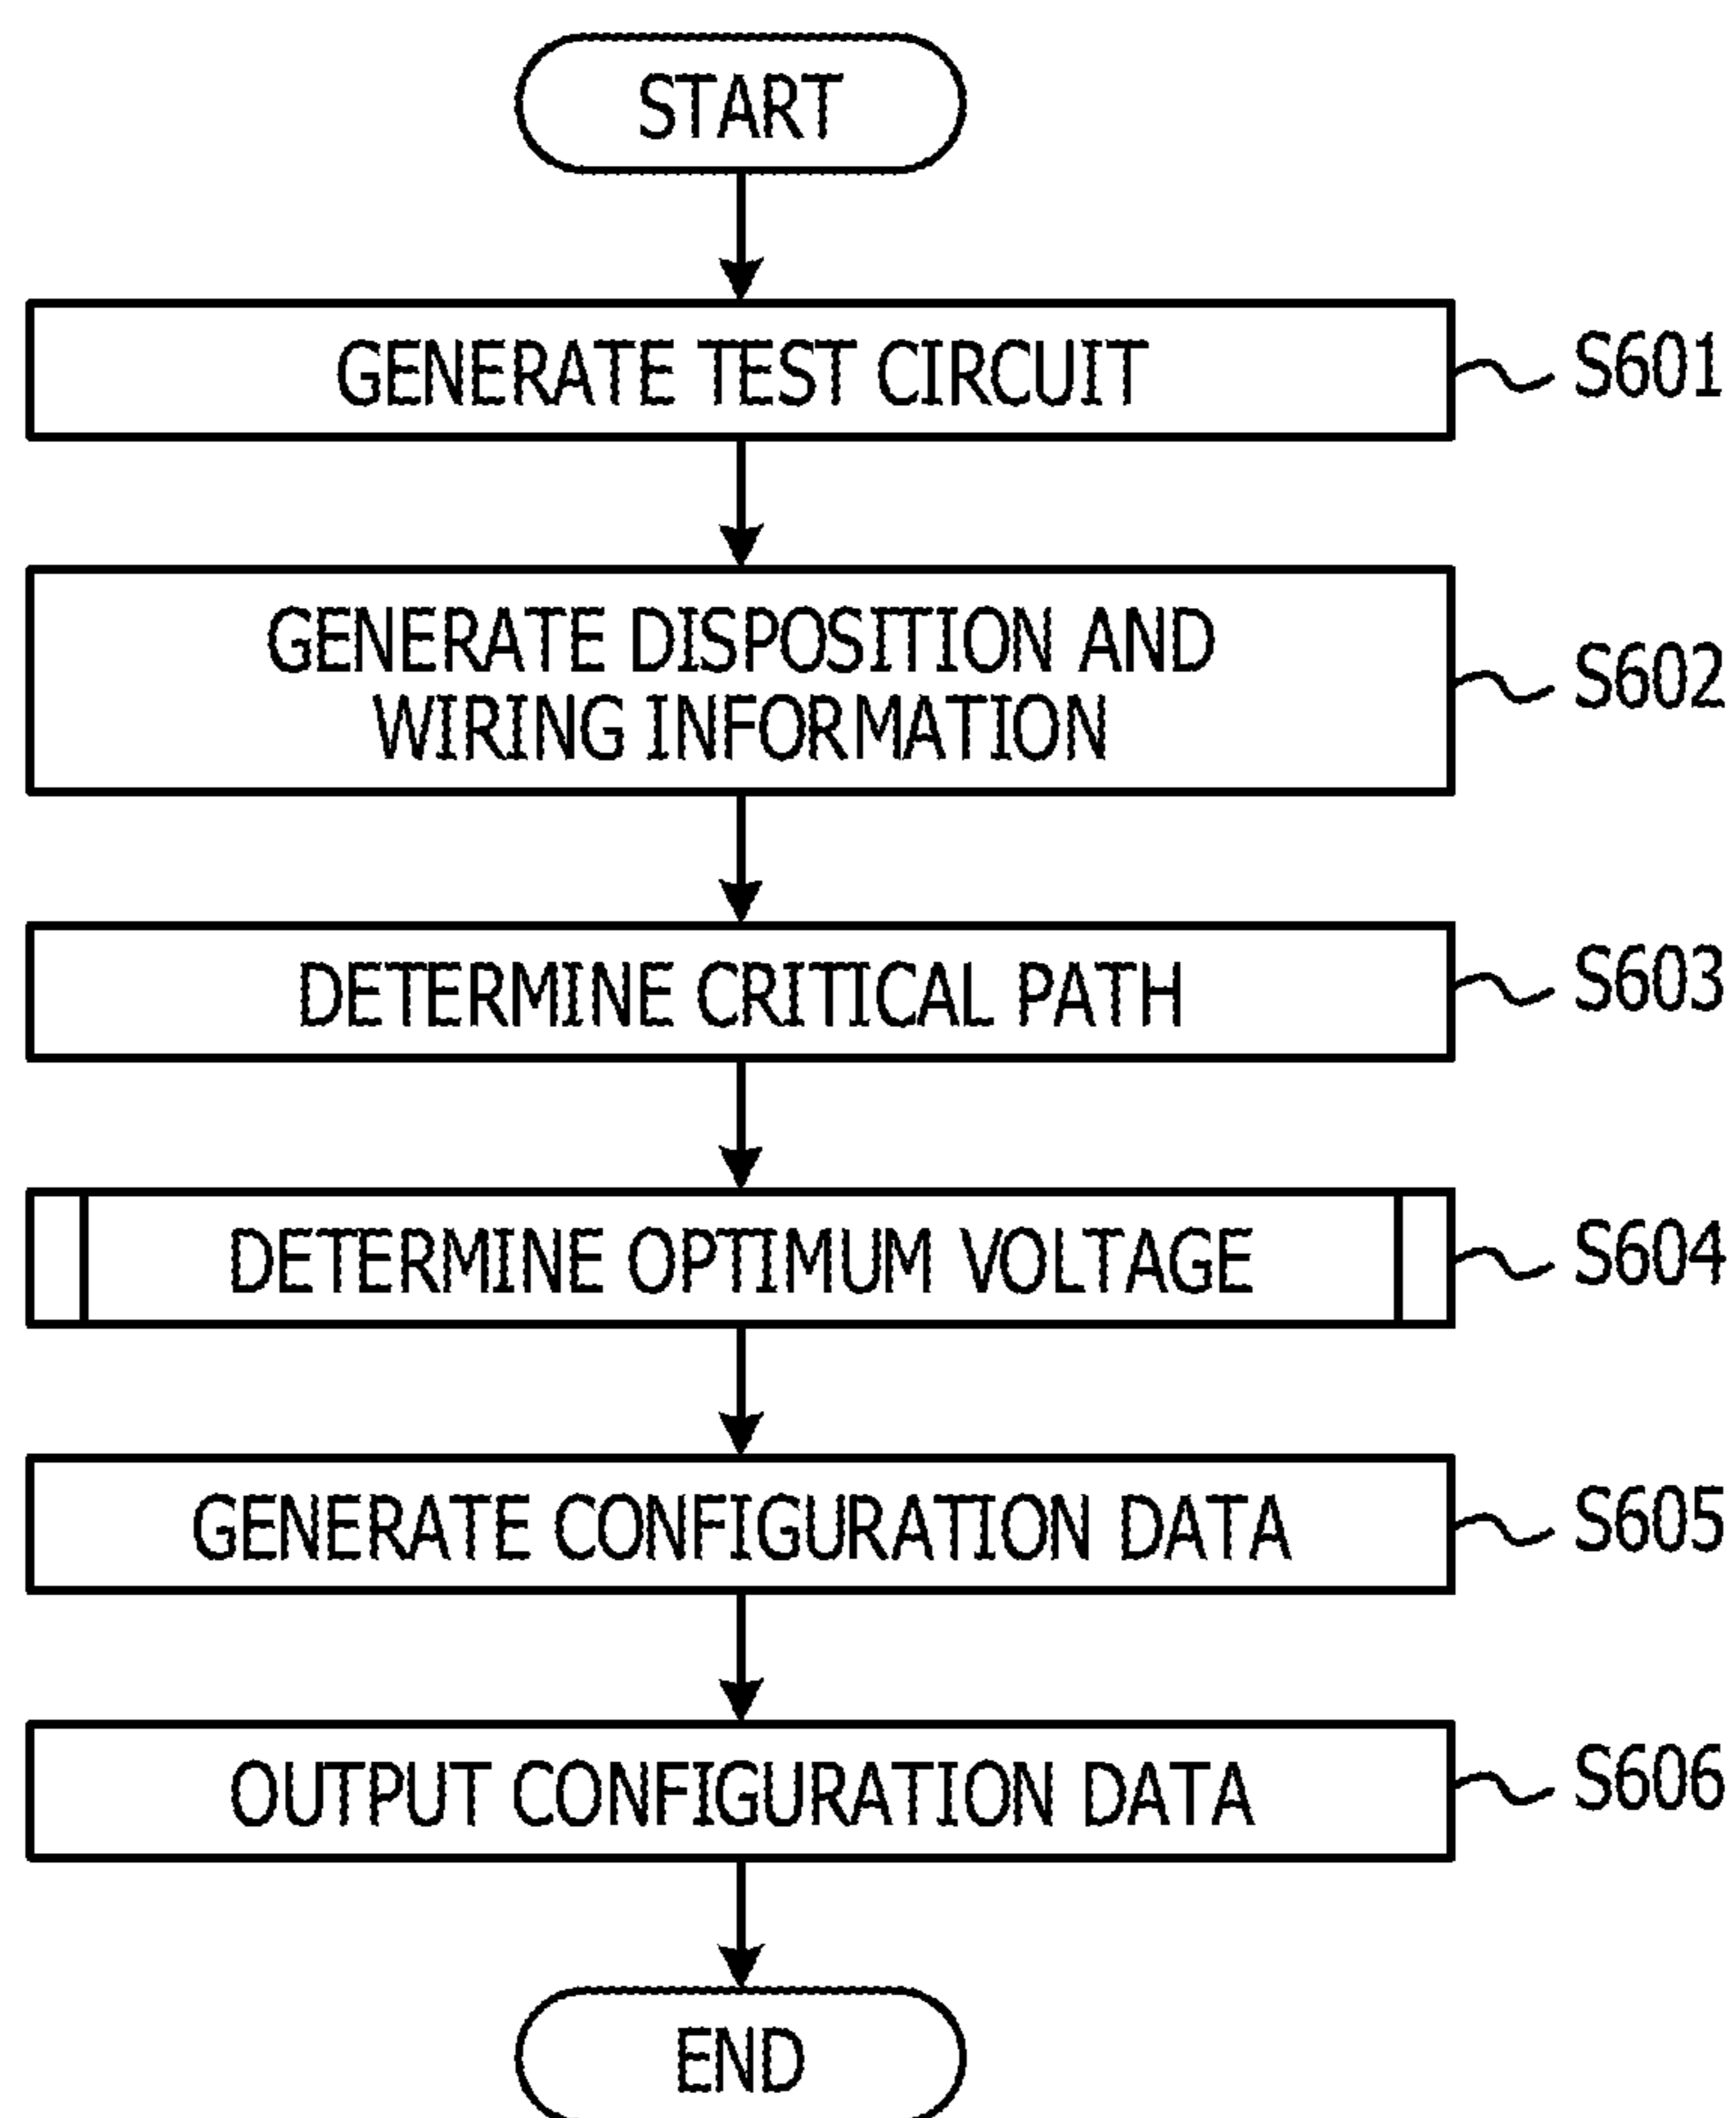 START
GENERATE TEST CIRCUIT
S601
GENERATE DISPOSITION AND
WIRING INFORMATION
S602
DETERMINE CRITICAL PATH
S603
DETERMINE OPTIMUM VOLTAGE
S604
GENERATE CONFIGURATION DATA
S605
OUTPUT CONFIGURATION DATA
S606
END